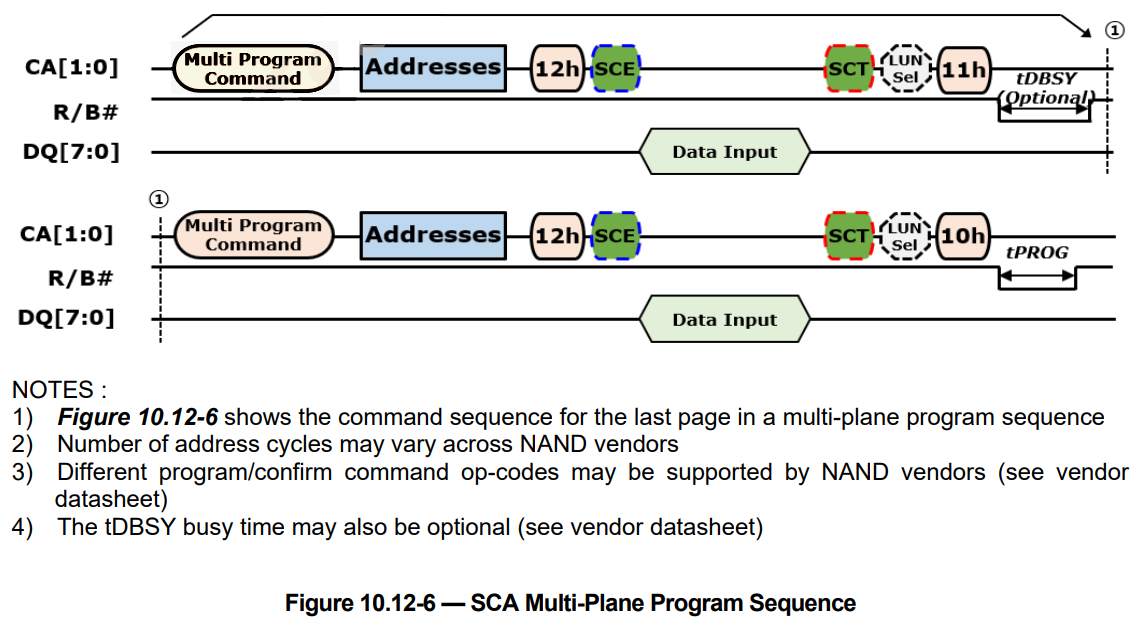 ①
CA[1:0] Multi Program Command Addresses 12h SCE SCT LUN Sel 11h tDBSY (Optional)
R/B#
DQ[7:0] Data Input
①
CA[1:0] Multi Program Command Addresses 12h SCE SCT LUN Sel 10h tPROG
R/B#
DQ[7:0] Data Input
NOTES :
1) Figure 10.12-6 shows the command sequence for the last page in a multi-plane program sequence
2) Number of address cycles may vary across NAND vendors
3) Different program/confirm command op-codes may be supported by NAND vendors (see vendor
datasheet)
4) The tDBSY busy time may also be optional (see vendor datasheet)
Figure 10.12-6 — SCA Multi-Plane Program Sequence